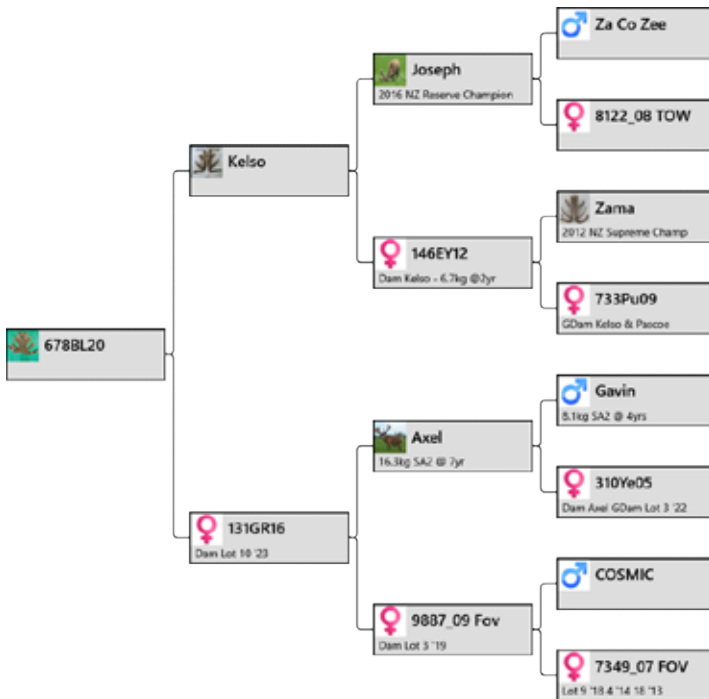 Za Co Zee
Joseph
2016 NZ Reserve Champion
8122_08 TOW
Kelso
Zama
2012 NZ Supreme Champ
146EY12
Dam Kelso - 6.7kg @2yr
733Pu09
GDam Kelso & Pascoe
678BL20
Gavin
8.1kg SA2 @ 4yrs
Axel
16.3kg SA2 @ 7yr
310Ye05
Dam Axel GDam Lot 3 '22
131GR16
Dam Lot 10 '23
COSMIC
9887_09 Fov
Dam Lot 3 '19
7349_07 FOV
Lot 9 '18 4 '14 18 '13